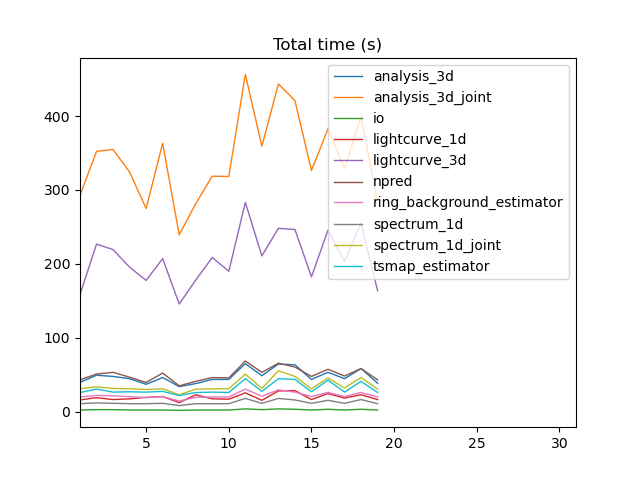 Total time (s)
analysis_3d
analysis_3d_joint
io
lightcurve_1d
lightcurve_3d
npred
ring_background_estimator
spectrum_1d
spectrum_1d_joint
tsmap_estimator
400
300
200
100
0
5 10 15 20 25 30